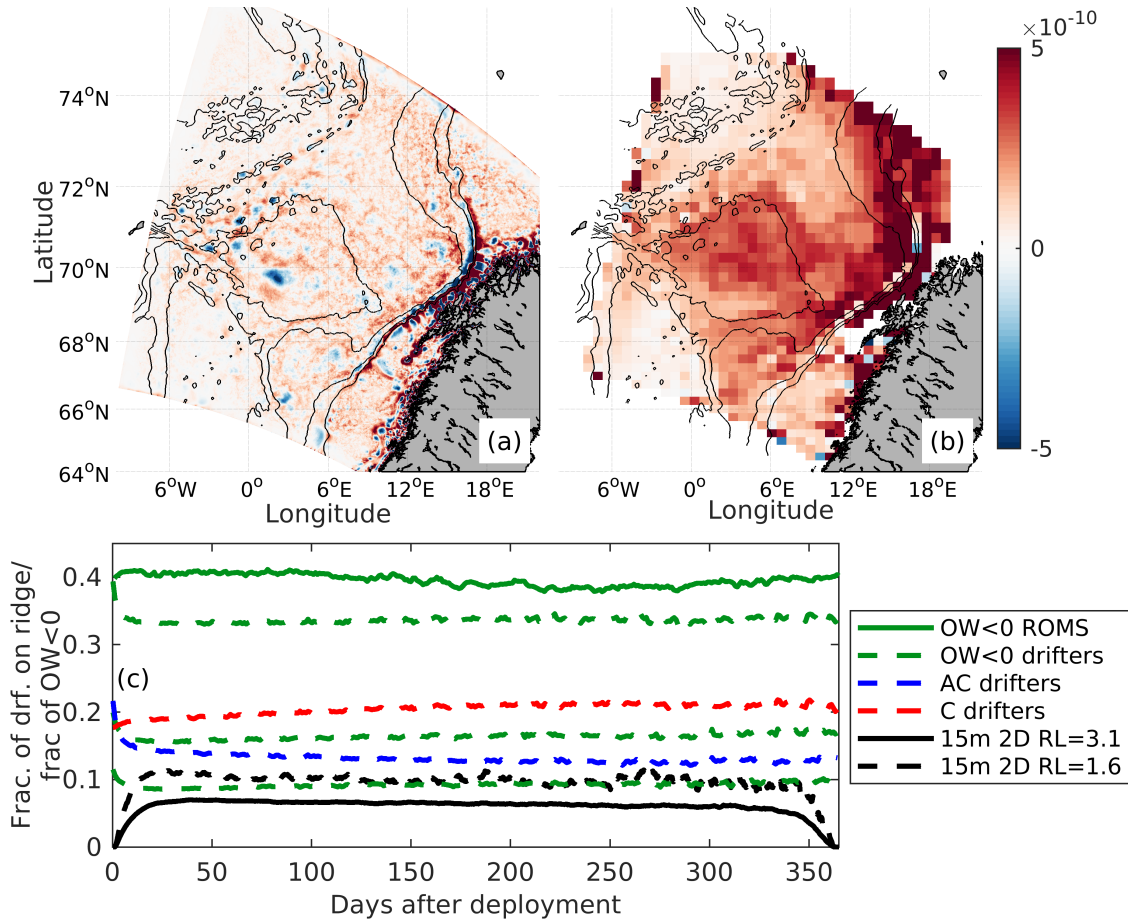 ×10⁻¹⁰
5
0
-5
74°N
72°N
70°N
68°N
66°N
64°N
Latitude
(a)
(b)
6°W 0° 6°E 12°E 18°E
6°W 0° 6°E 12°E 18°E
Longitude
Longitude
Frac. of drf. on ridge/
frac of OW<0
0.4
0.3
0.2
0.1
0
(c)
0 50 100 150 200 250 300 350
Days after deployment
OW<0 ROMS
OW<0 drifters
AC drifters
C drifters
15m 2D RL=3.1
15m 2D RL=1.6